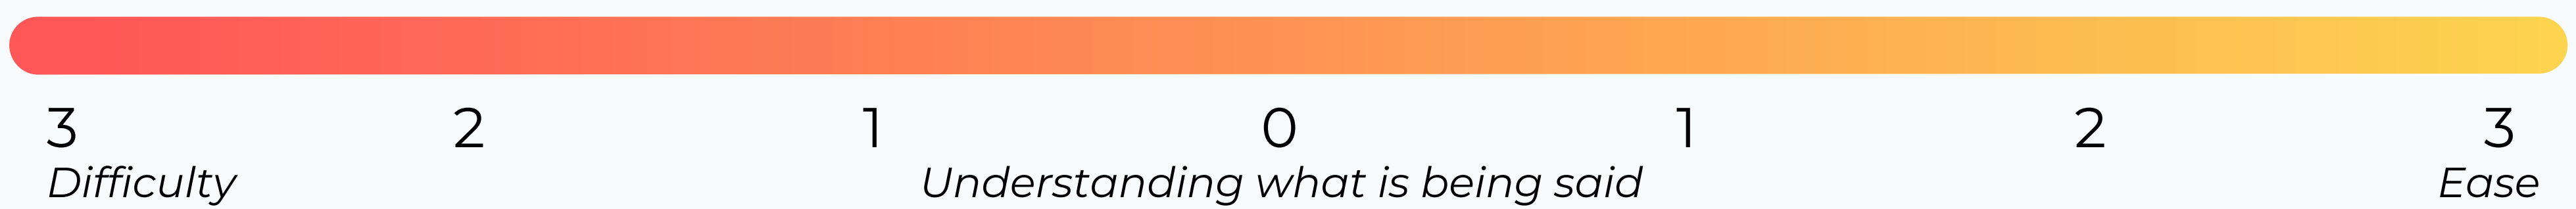 3 2 1 0 1 2 3
Difficulty Understanding what is being said Ease